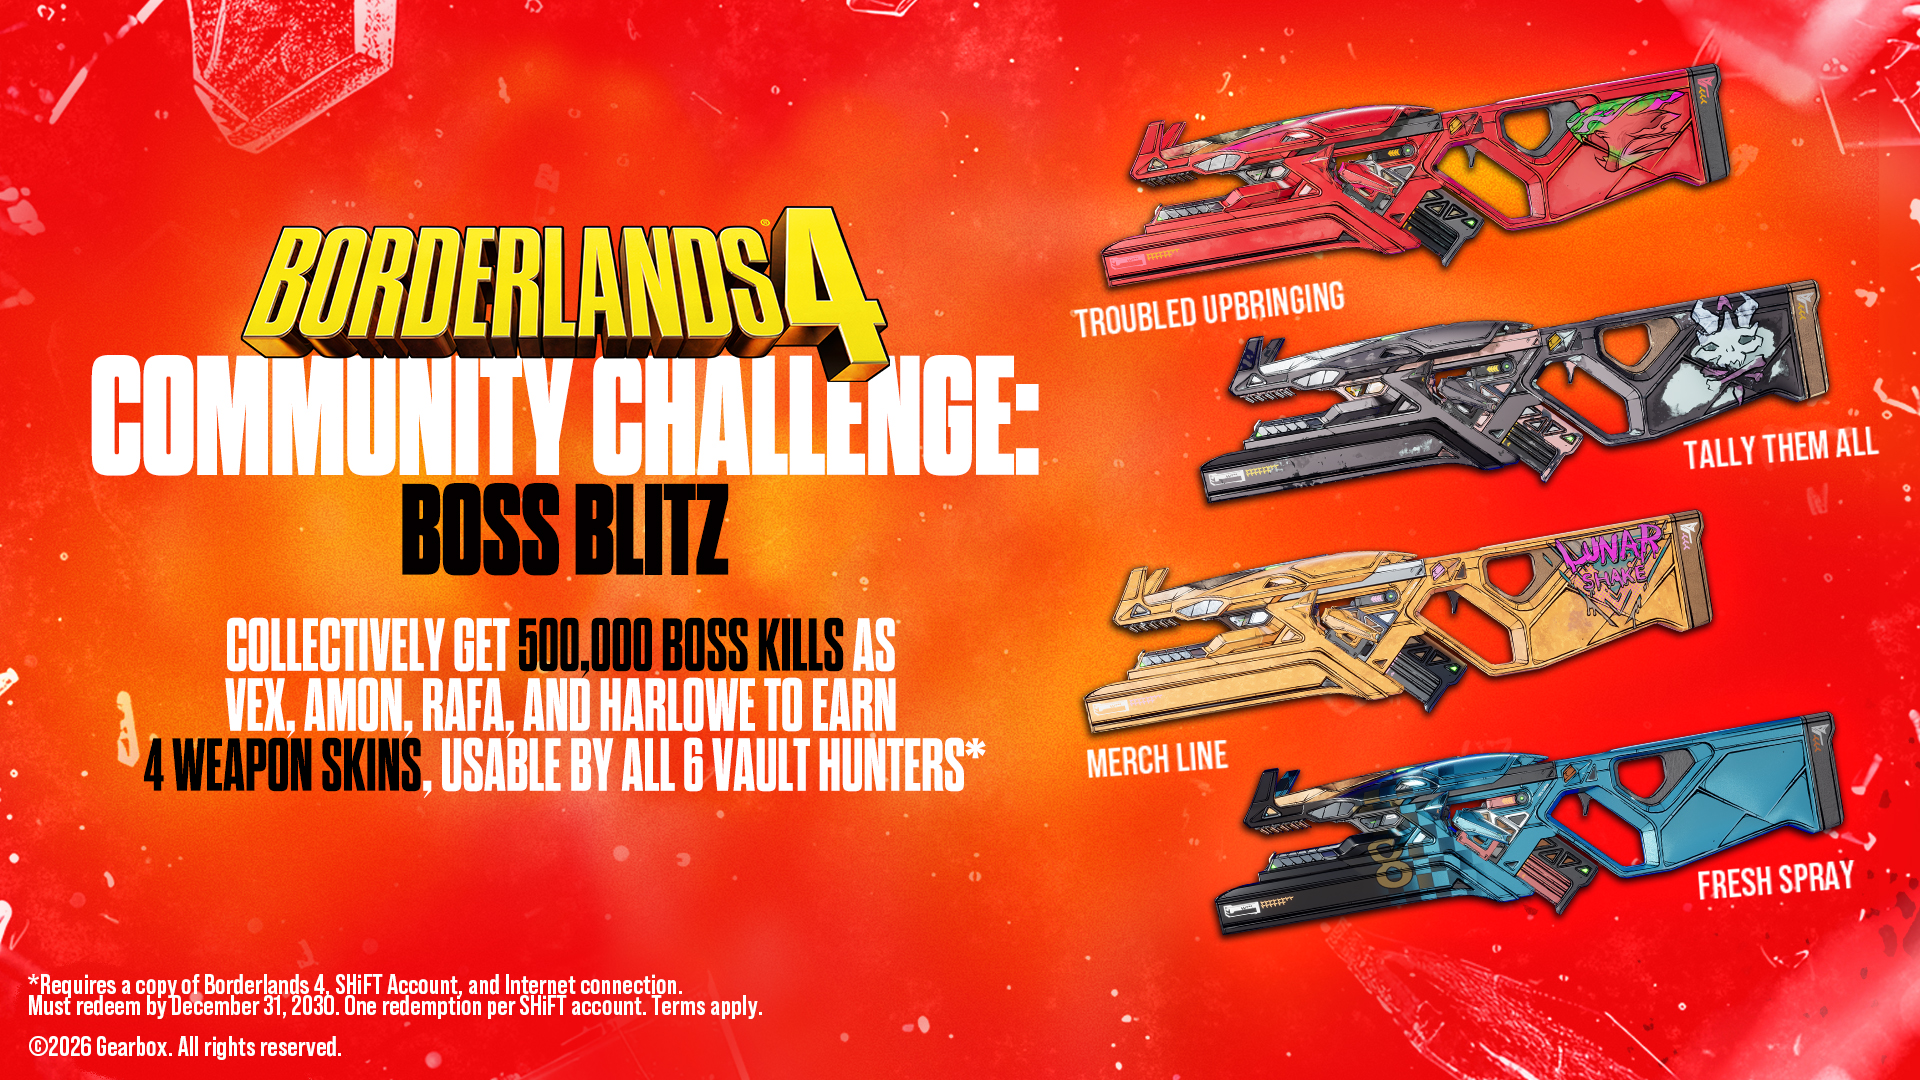 BORDERLANDS® 4
COMMUNITY CHALLENGE:
BOSS BLITZ
COLLECTIVELY GET 500,000 BOSS KILLS AS
VEX, AMON, RAFA, AND HARLOWE TO EARN
4 WEAPON SKINS, USABLE BY ALL 6 VAULT HUNTERS*
TROUBLED UPBRINGING
TALLY THEM ALL
LUNAR
SHAKE
MERCH LINE
FRESH SPRAY
*Requires a copy of Borderlands 4, SHiFT Account, and Internet connection.
Must redeem by December 31, 2030. One redemption per SHiFT account. Terms apply.
©2026 Gearbox. All rights reserved.